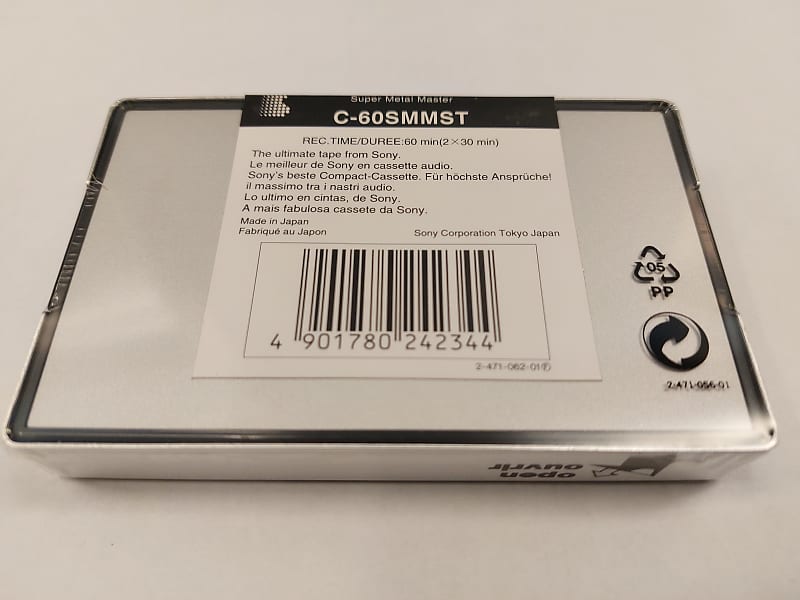 Super Metal Master
C-60SMMST
REC.TIME/DUREE:60 min(2×30 min)
The ultimate tape from Sony.
Le meilleur de Sony en cassette audio.
Sony's beste Compact-Cassette. Für höchste Ansprüche!
il massimo tra i nastri audio.
Lo ultimo en cintas, de Sony.
A mais fabulosa cassete da Sony.
Made in Japan
Fabriqué au Japon
Sony Corporation Tokyo Japan
4 901780 242344
2-471-062-01
05
PP
2-471-056-01
open
ouvrir